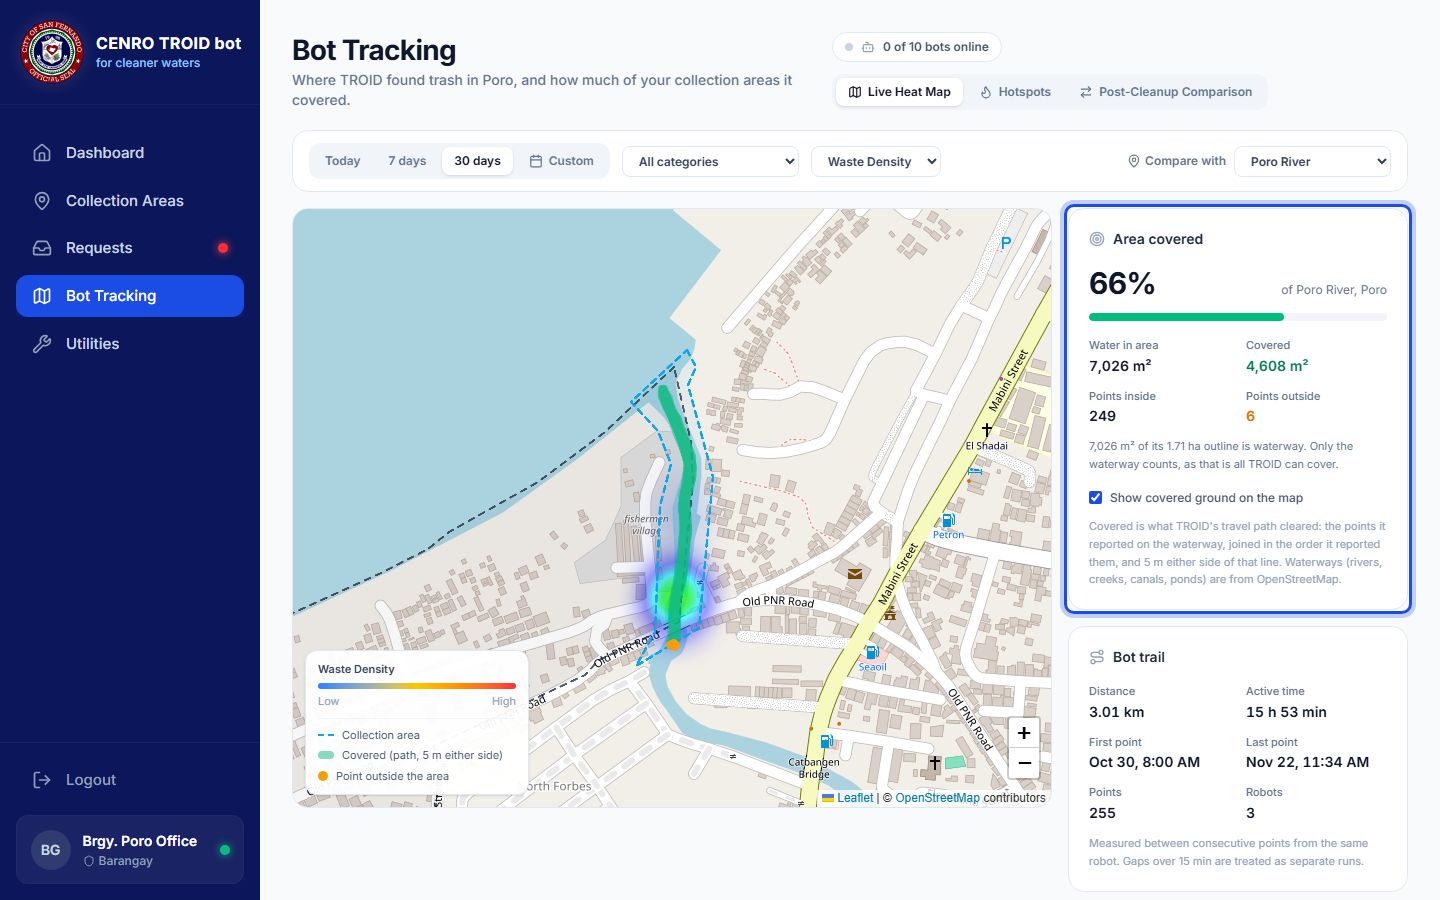 CENRO TROID bot
for cleaner waters
Dashboard
Collection Areas
Requests
Bot Tracking
Utilities
Logout
BG
Brgy. Poro Office
Barangay
Bot Tracking
Where TROID found trash in Poro, and how much of your collection areas it
covered.
0 of 10 bots online
Live Heat Map
Hotspots
Post-Cleanup Comparison
Today
7 days
30 days
Custom
All categories
Waste Density
Compare with
Poro River
P
Mabini Street
El Shadai
Petron
fishermen
village
Mabini Street
Old PNR Road
Old PNR Road
Seaoil
Old PNR Road
Catbangen
Bridge
orth Forbes
Waste Density
Low
High
Collection area
Covered (path, 5 m either side)
Point outside the area
+
−
Leaflet | © OpenStreetMap contributors
Area covered
66%
of Poro River, Poro
Water in area
Covered
7,026 m²
4,608 m²
Points inside
Points outside
249
6
7,026 m² of its 1.71 ha outline is waterway. Only the
waterway counts, as that is all TROID can cover.
Show covered ground on the map
Covered is what TROID's travel path cleared: the points it
reported on the waterway, joined in the order it reported
them, and 5 m either side of that line. Waterways (rivers,
creeks, canals, ponds) are from OpenStreetMap.
Bot trail
Distance
Active time
3.01 km
15 h 53 min
First point
Last point
Oct 30, 8:00 AM
Nov 22, 11:34 AM
Points
Robots
255
3
Measured between consecutive points from the same
robot. Gaps over 15 min are treated as separate runs.